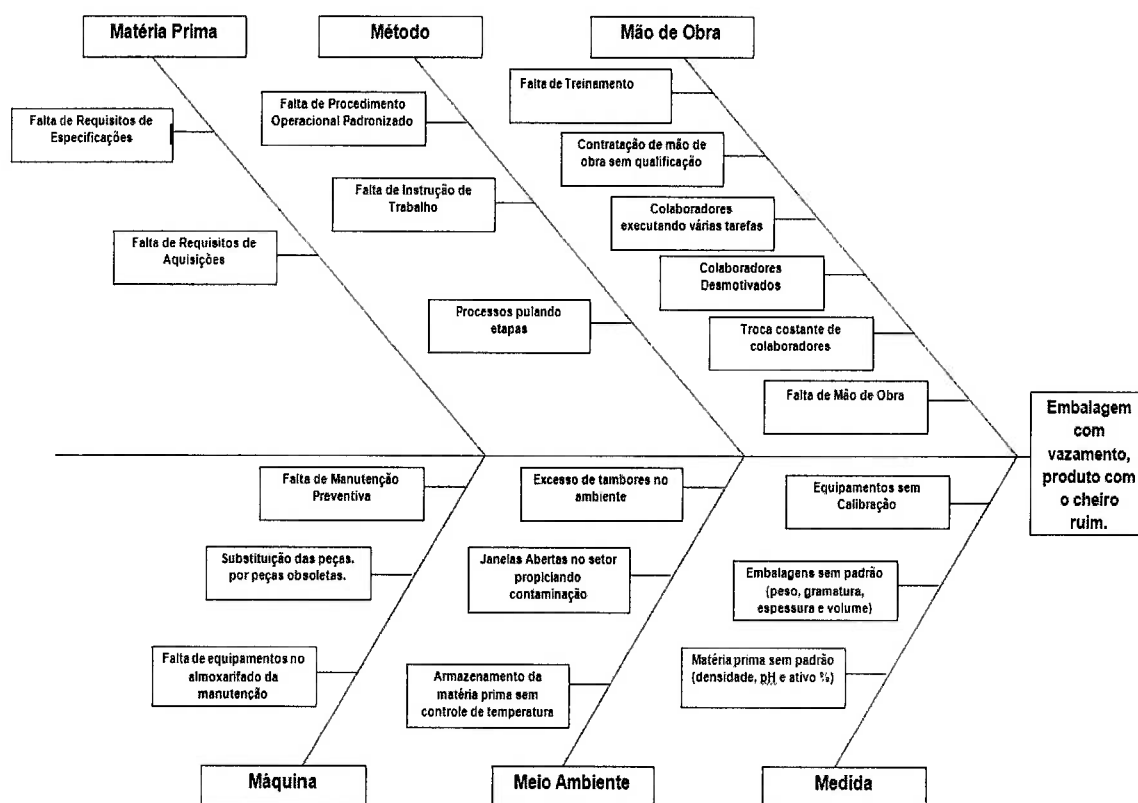 Matéria Prima
Método
Mão de Obra
Falta de Requisitos de
Especificações
Falta de Requisitos de
Aquisições
Falta de Procedimento
Operacional Padronizado
Falta de Instrução de
Trabalho
Processos pulando
etapas
Falta de Treinamento
Contratação de mão de
obra sem qualificação
Colaboradores
executando várias tarefas
Colaboradores
Desmotivados
Troca costante de
colaboradores
Falta de Mão de Obra
Embalagem
com
vazamento,
produto com
o cheiro
ruim.
Falta de Manutenção
Preventiva
Substituição das peças.
por peças obsoletas.
Falta de equipamentos no
almoxarifado da
manutenção
Excesso de tambores no
ambiente
Janelas Abertas no setor
propiciando
contaminação
Armazenamento da
matéria prima sem
controle de temperatura
Equipamentos sem
Calibração
Embalagens sem padrão
(peso, gramatura,
espessura e volume)
Matéria prima sem padrão
(densidade, pH e ativo %)
Máquina
Meio Ambiente
Medida